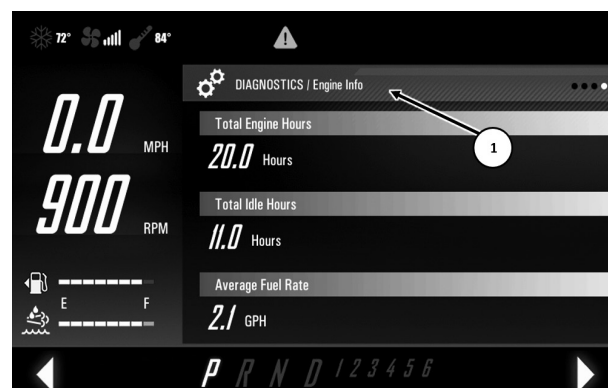 72° 84°
DIAGNOSTICS / Engine Info
1
0.0 MPH
Total Engine Hours
20.0 Hours
900 RPM
Total Idle Hours
11.0 Hours
Average Fuel Rate
2.1 GPH
E F
P R N D 1 2 3 4 5 6